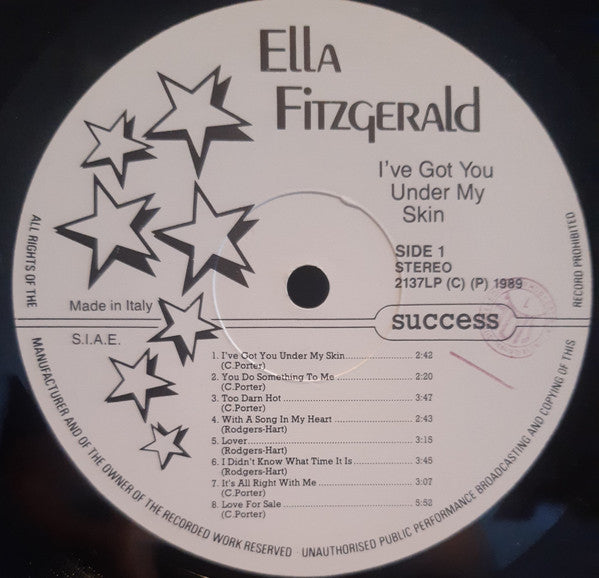 Ella
Fitzgerald
I've Got You
Under My
Skin
SIDE 1
STEREO
2137LP (C) (P) 1989
Made in Italy
success
S.I.A.E.
1. I've Got You Under My Skin 2:42
(C.Porter)
2. You Do Something To Me 2:20
(C.Porter)
3. Too Darn Hot 3:47
(C.Porter)
4. With A Song In My Heart 2:43
(Rodgers-Hart)
5. Lover 3:15
(Rodgers-Hart)
6. I Didn't Know What Time It Is 3:45
(Rodgers-Hart)
7. It's All Right With Me 3:07
(C.Porter)
8. Love For Sale 5:52
(C.Porter)
ALL RIGHTS OF THE
MANUFACTURER AND OF THE OWNER OF THE RECORDED WORK RESERVED · UNAUTHORISED PUBLIC PERFORMANCE BROADCASTING AND COPYING OF THIS
RECORD PROHIBITED